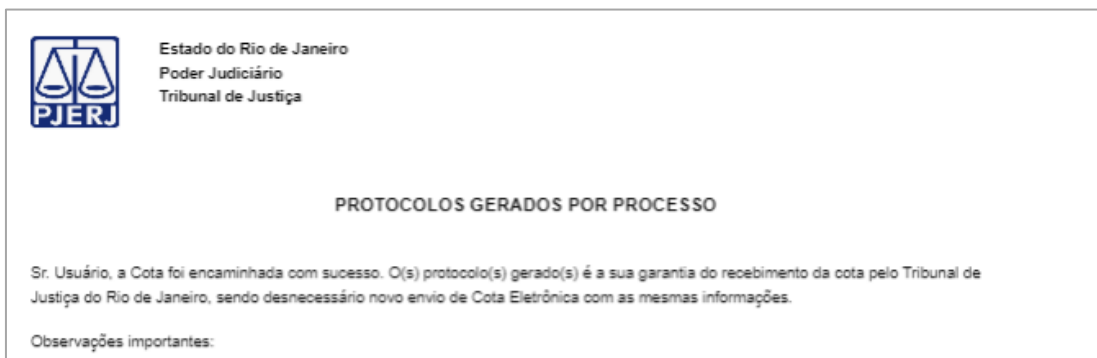 Estado do Rio de Janeiro
Poder Judiciário
Tribunal de Justiça
PJERJ
PROTOCOLOS GERADOS POR PROCESSO
Sr. Usuário, a Cota foi encaminhada com sucesso. O(s) protocolo(s) gerado(s) é a sua garantia do recebimento da cota pelo Tribunal de
Justiça do Rio de Janeiro, sendo desnecessário novo envio de Cota Eletrônica com as mesmas informações.
Observações importantes: